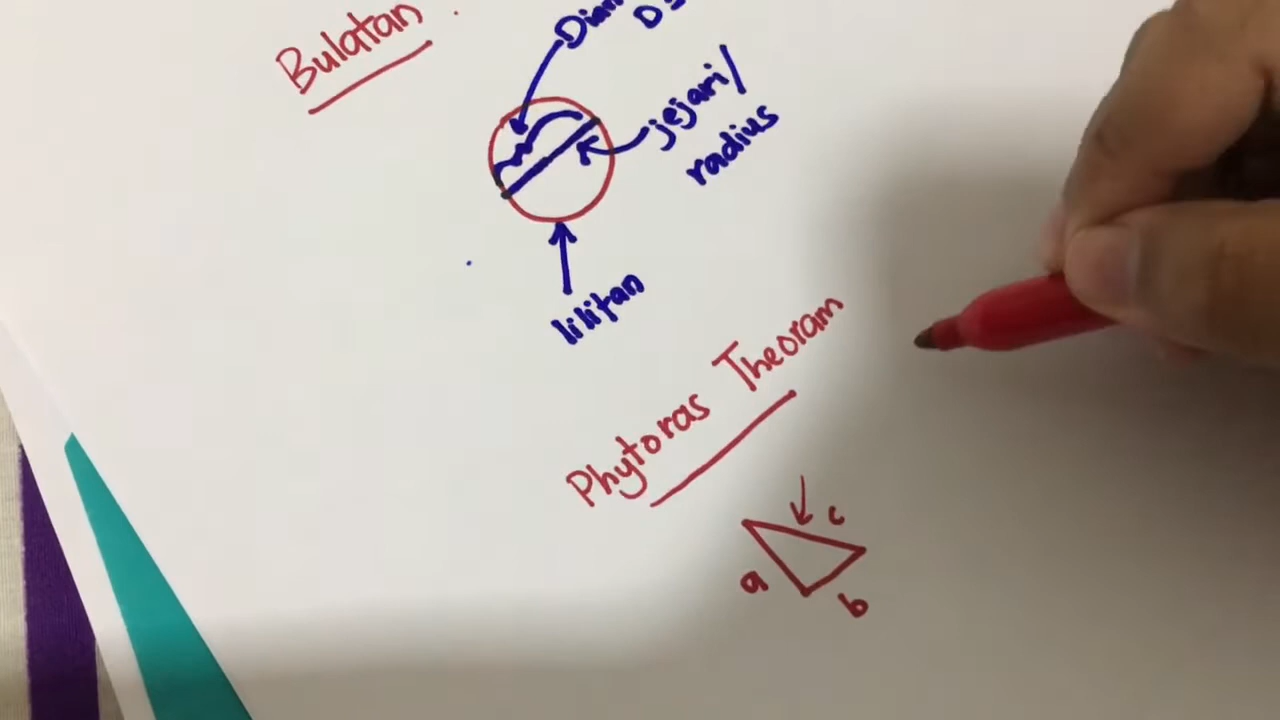 Bulatan
jejari/
radius
lilitan
Phytoras Theoram
c
a
b